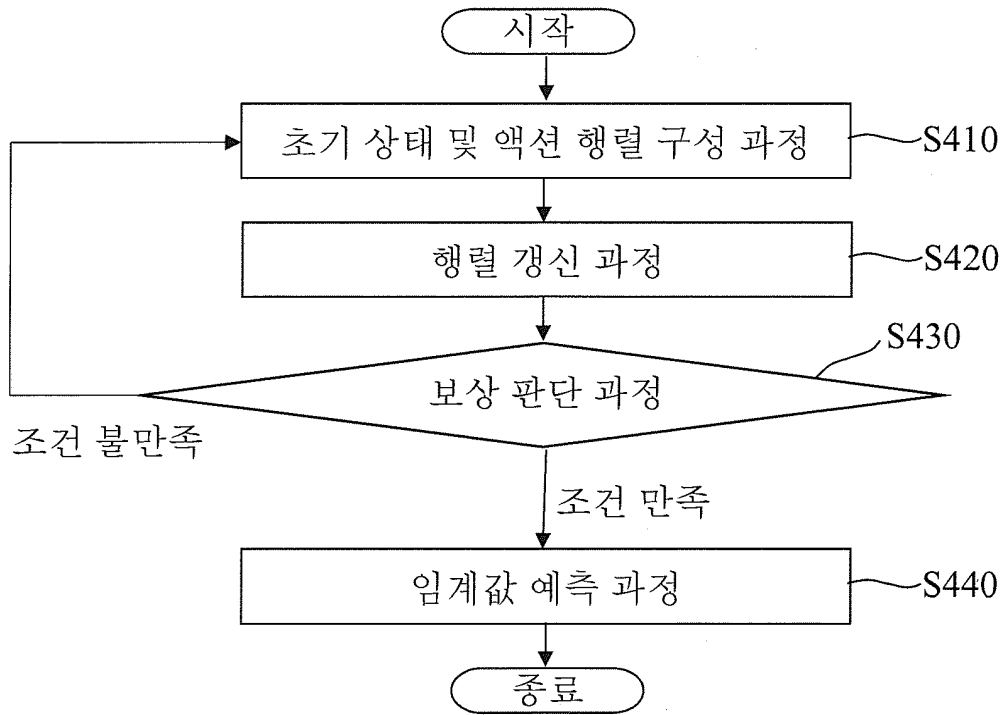 시작
초기 상태 및 액션 행렬 구성 과정
S410
행렬 갱신 과정
S420
S430
보상 판단 과정
조건 불만족
조건 만족
임계값 예측 과정
S440
종료